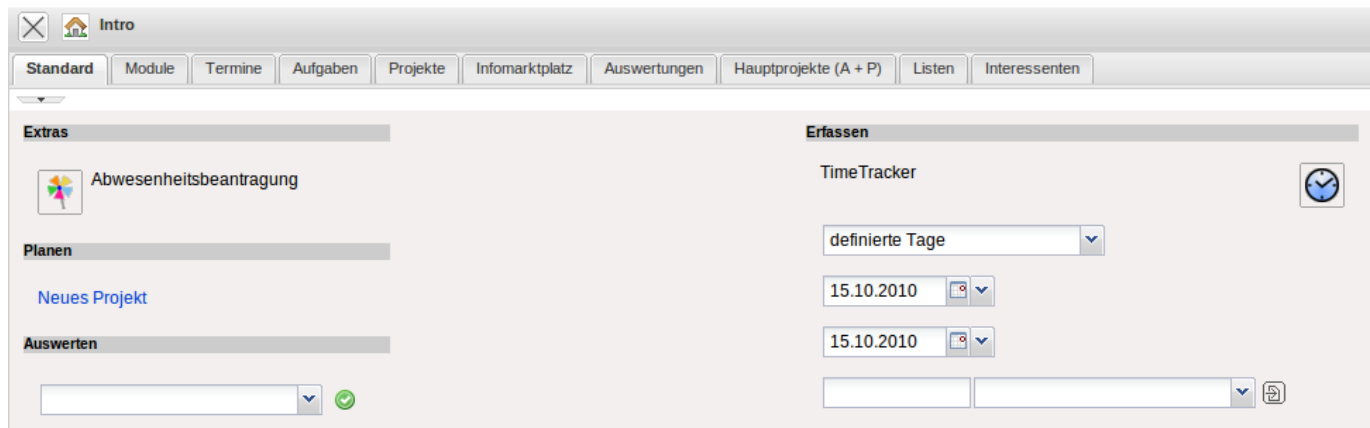 Intro
Standard Module Termine Aufgaben Projekte Infomarktplatz Auswertungen Hauptprojekte (A + P) Listen Interessenten
Extras
Abwesenheitsbeantragung
Planen
Neues Projekt
Auswerten
Erfassen
TimeTracker
definierte Tage
15.10.2010
15.10.2010